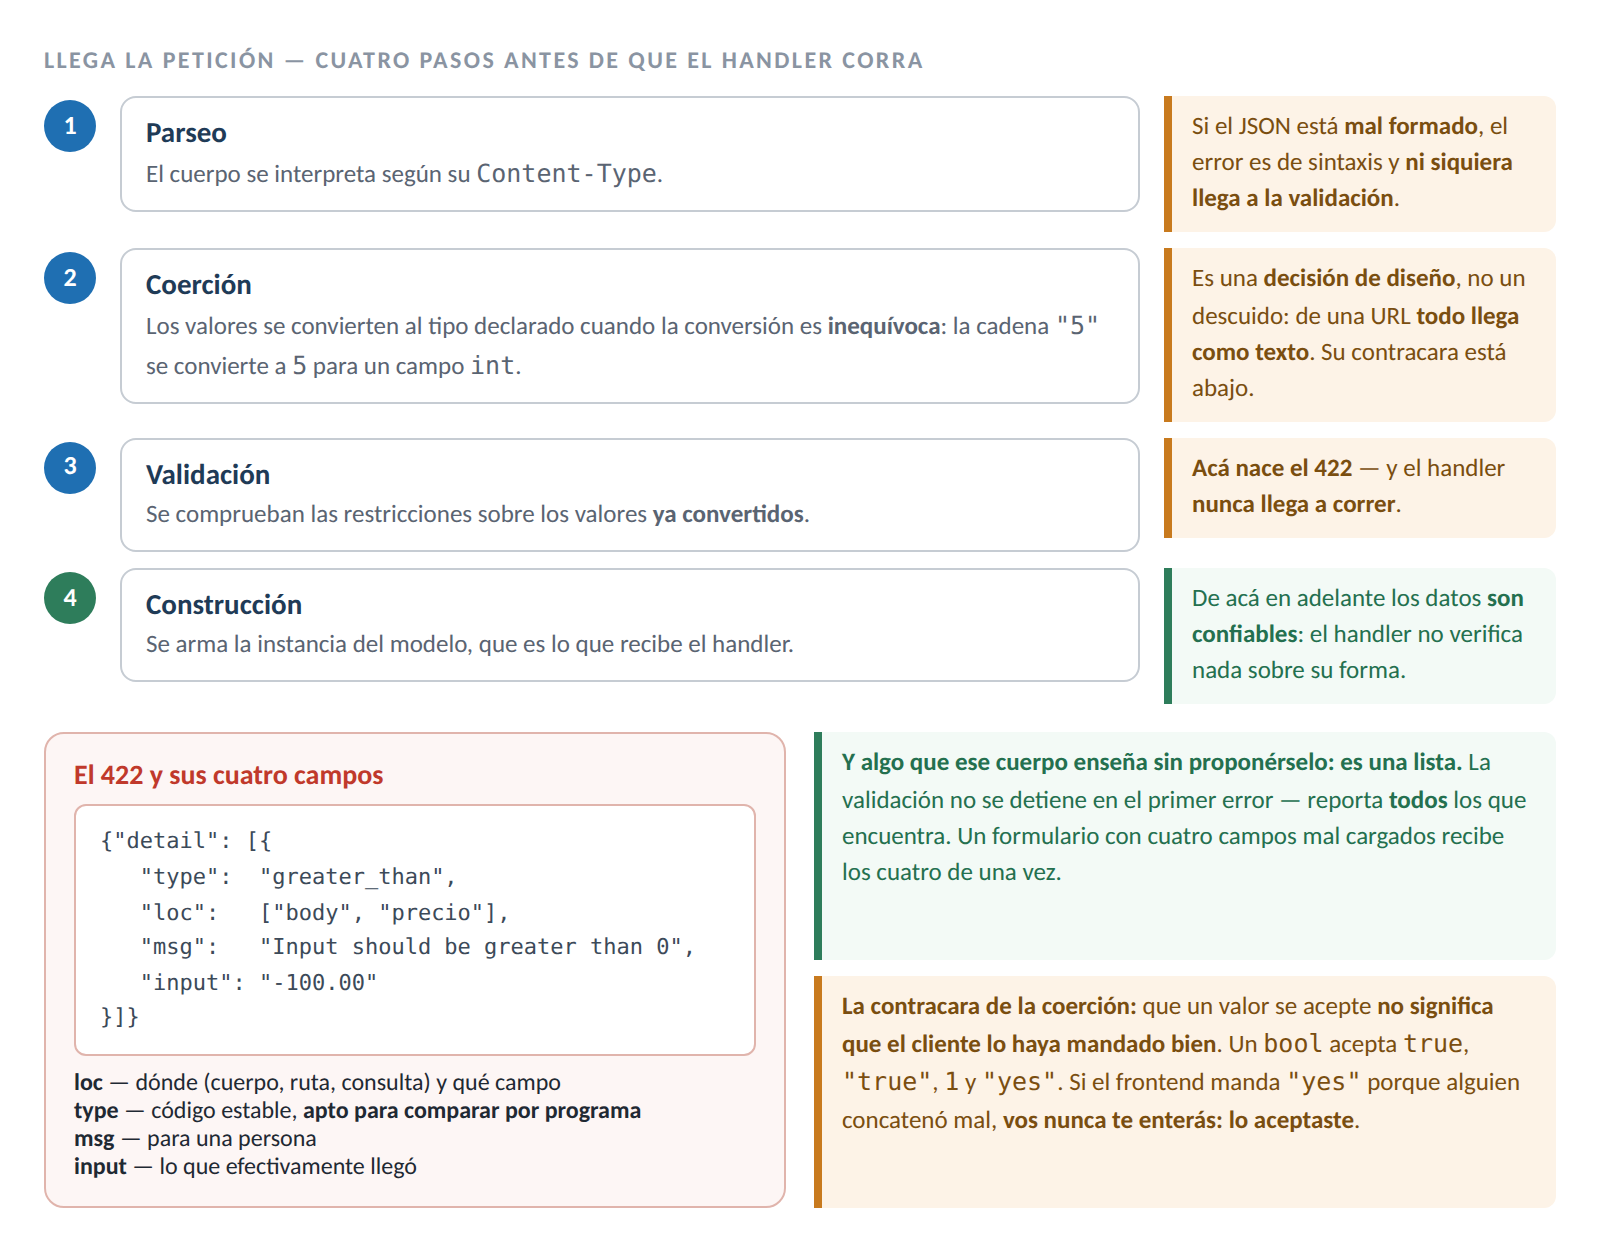 LLEGA LA PETICIÓN — CUATRO PASOS ANTES DE QUE EL HANDLER CORRA
1
Parseo
El cuerpo se interpreta según su Content-Type.
Si el JSON está mal formado, el
error es de sintaxis y ni siquiera
llega a la validación.
2
Coerción
Los valores se convierten al tipo declarado cuando la conversión es inequívoca: la cadena "5"
se convierte a 5 para un campo int.
Es una decisión de diseño, no un
descuido: de una URL todo llega
como texto. Su contracara está
abajo.
3
Validación
Se comprueban las restricciones sobre los valores ya convertidos.
Acá nace el 422 — y el handler
nunca llega a correr.
4
Construcción
Se arma la instancia del modelo, que es lo que recibe el handler.
De acá en adelante los datos son
confiables: el handler no verifica
nada sobre su forma.
El 422 y sus cuatro campos
{"detail": [{
   "type":  "greater_than",
   "loc":   ["body", "precio"],
   "msg":   "Input should be greater than 0",
   "input": "-100.00"
}]}
loc — dónde (cuerpo, ruta, consulta) y qué campo
type — código estable, apto para comparar por programa
msg — para una persona
input — lo que efectivamente llegó
Y algo que ese cuerpo enseña sin proponérselo: es una lista. La
validación no se detiene en el primer error — reporta todos los que
encuentra. Un formulario con cuatro campos mal cargados recibe
los cuatro de una vez.
La contracara de la coerción: que un valor se acepte no significa
que el cliente lo haya mandado bien. Un bool acepta true,
"true", 1 y "yes". Si el frontend manda "yes" porque alguien
concatenó mal, vos nunca te enterás: lo aceptaste.